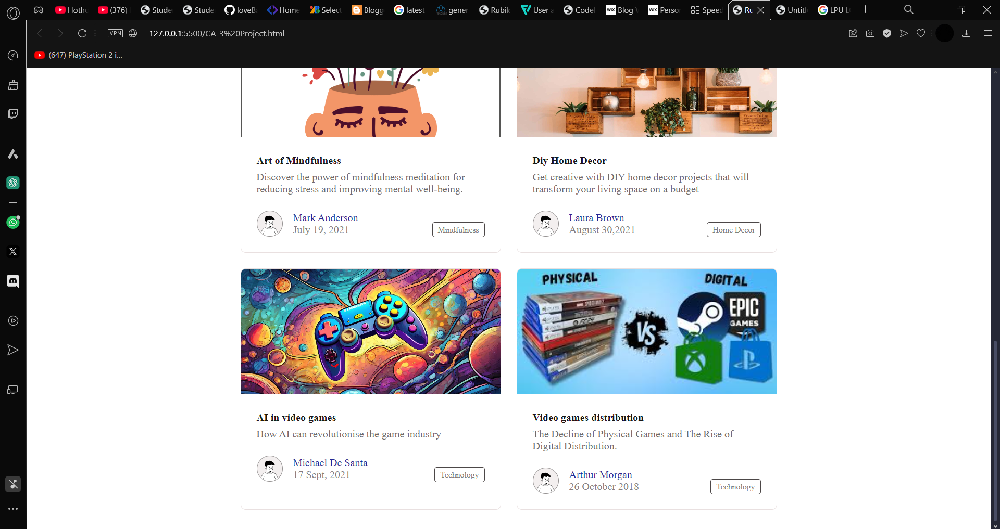 Hotho
(376)
Stude
Stude
loveBa
Home
Select
Blogg
latest
gener
Rubik
User a
Codel
WIX Blog
WIX Person
Speed
Ru
Untitl
LPU L
VPN
127.0.0.1:5500/CA-3%20Project.html
(647) PlayStation 2 i...
Art of Mindfulness
Discover the power of mindfulness meditation for
reducing stress and improving mental well-being.
Mark Anderson
July 19, 2021
Mindfulness
Diy Home Decor
Get creative with DIY home decor projects that will
transform your living space on a budget
Laura Brown
August 30,2021
Home Decor
PHYSICAL
DIGITAL
VS
EPIC
GAMES
AI in video games
How AI can revolutionise the game industry
Michael De Santa
17 Sept, 2021
Technology
Video games distribution
The Decline of Physical Games and The Rise of
Digital Distribution.
Arthur Morgan
26 October 2018
Technology